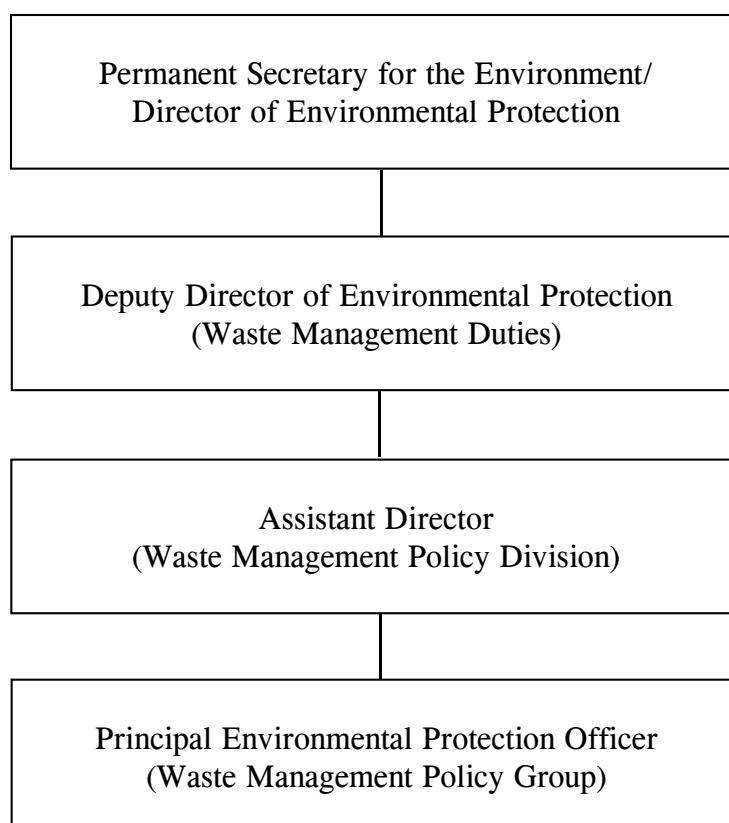 Permanent Secretary for the Environment/
Director of Environmental Protection
Deputy Director of Environmental Protection
(Waste Management Duties)
Assistant Director
(Waste Management Policy Division)
Principal Environmental Protection Officer
(Waste Management Policy Group)